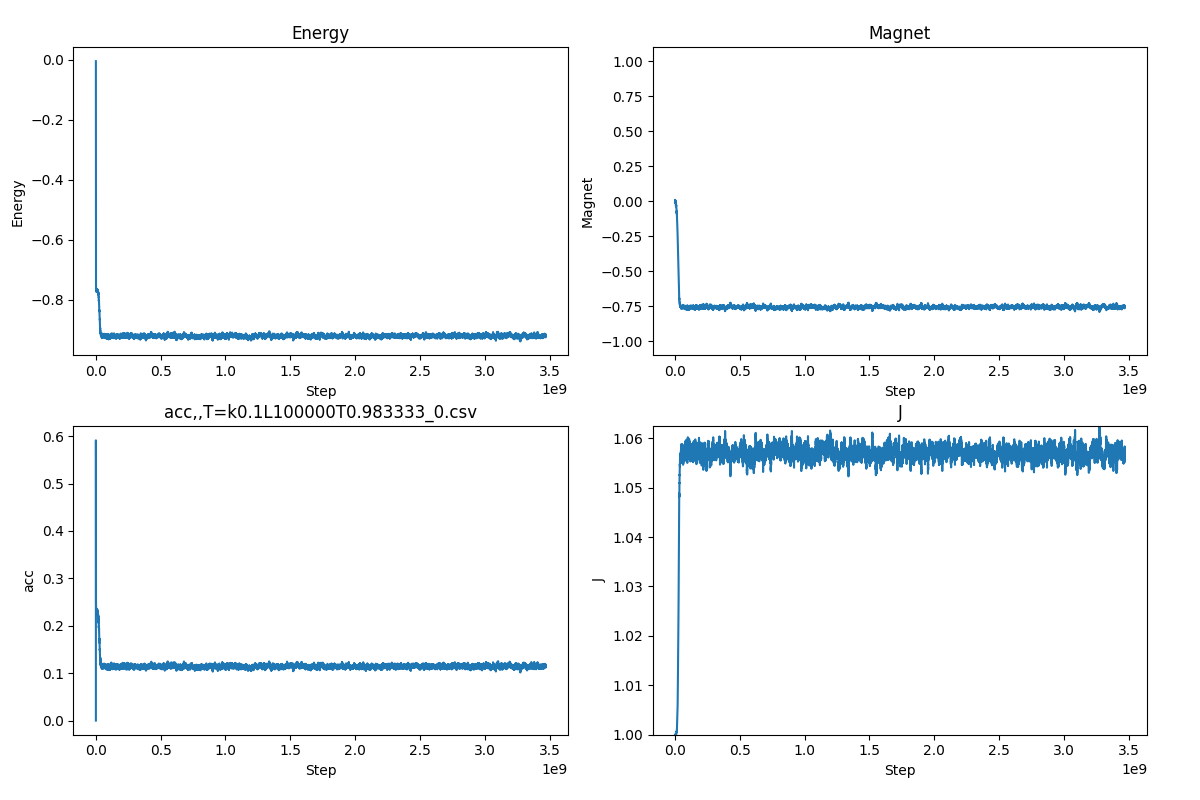 Energy
Energy
0.0
−0.2
−0.4
−0.6
−0.8
0.0 0.5 1.0 1.5 2.0 2.5 3.0 3.5
Step
1e9
Magnet
Magnet
1.00
0.75
0.50
0.25
0.00
−0.25
−0.50
−0.75
−1.00
0.0 0.5 1.0 1.5 2.0 2.5 3.0 3.5
Step
1e9
acc,,T=k0.1L100000T0.983333_0.csv
acc
0.6
0.5
0.4
0.3
0.2
0.1
0.0
0.0 0.5 1.0 1.5 2.0 2.5 3.0 3.5
Step
1e9
J
J
1.06
1.05
1.04
1.03
1.02
1.01
1.00
0.0 0.5 1.0 1.5 2.0 2.5 3.0 3.5
Step
1e9